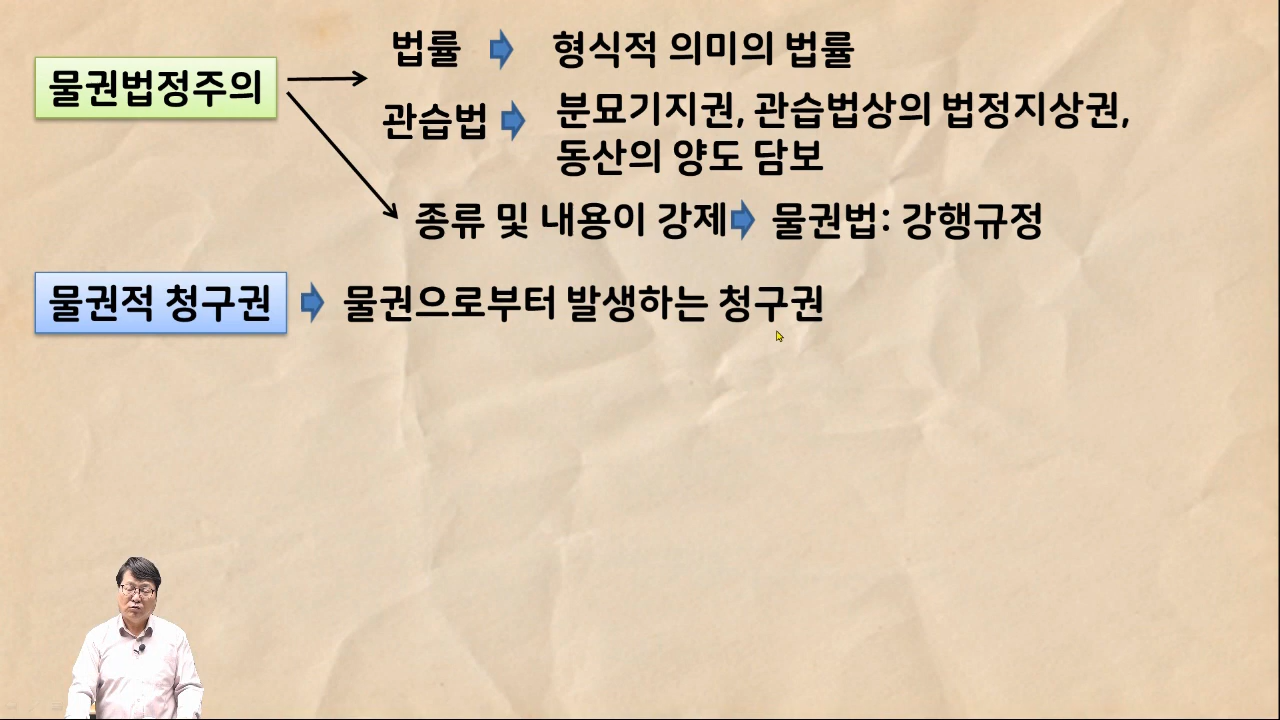 물권법정주의
법률 형식적 의미의 법률
관습법 분묘기지권, 관습법상의 법정지상권,
동산의 양도 담보
종류 및 내용이 강제 물권법: 강행규정
물권적 청구권 물권으로부터 발생하는 청구권